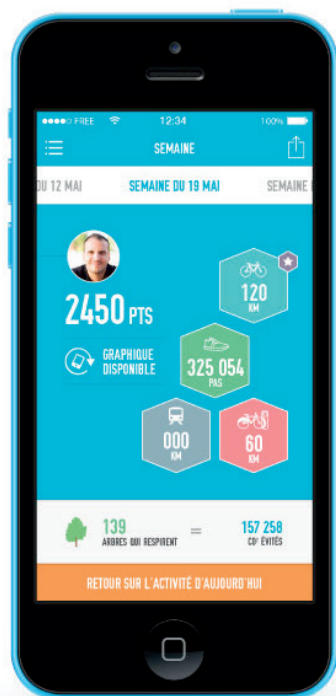 FREE 12:34 100%
SEMAINE
DU 12 MAI SEMAINE DU 19 MAI SEMAINE
2450 PTS
GRAPHIQUE
DISPONIBLE
120
KM
325 054
PAS
000
KM
60
KM
139 = 157 258
ARBRES QUI RESPIRENT CO² ÉVITÉS
RETOUR SUR L'ACTIVITÉ D'AUJOURD'HUI